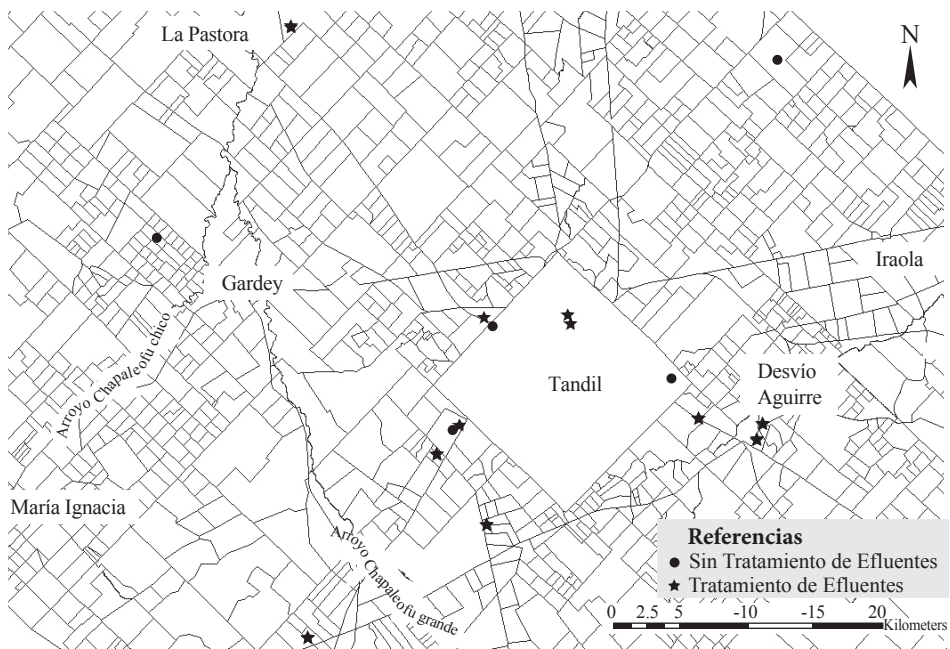 La Pastora
N
Iraola
Gardey
Arroyo Chapaleofu chico
Tandil
Desvío
Aguirre
María Ignacia
Arroyo Chapaleofu grande
Referencias
Sin Tratamiento de Efluentes
Tratamiento de Efluentes
0 2.5 5 -10 -15 20
Kilometers